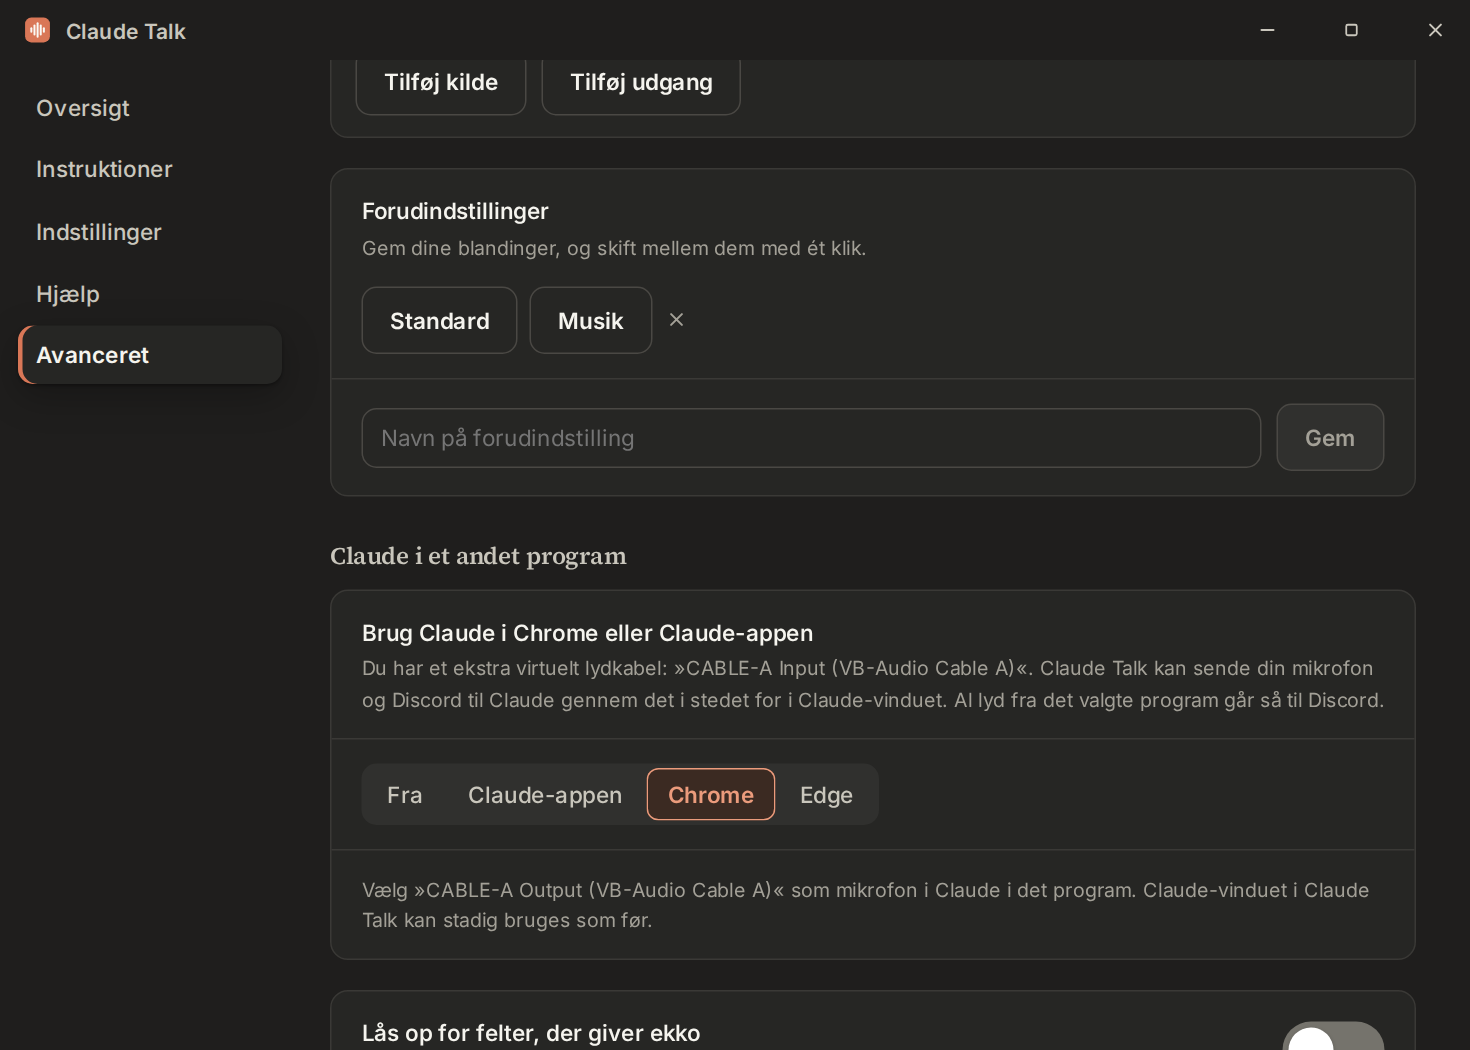 Claude Talk
Oversigt
Instruktioner
Indstillinger
Hjælp
Avanceret
Tilføj kilde
Tilføj udgang
Forudindstillinger
Gem dine blandinger, og skift mellem dem med ét klik.
Standard
Musik
Navn på forudindstilling
Gem
Claude i et andet program
Brug Claude i Chrome eller Claude-appen
Du har et ekstra virtuelt lydkabel: »CABLE-A Input (VB-Audio Cable A)«. Claude Talk kan sende din mikrofon
og Discord til Claude gennem det i stedet for i Claude-vinduet. Al lyd fra det valgte program går så til Discord.
Fra
Claude-appen
Chrome
Edge
Vælg »CABLE-A Output (VB-Audio Cable A)« som mikrofon i Claude i det program. Claude-vinduet i Claude
Talk kan stadig bruges som før.
Lås op for felter, der giver ekko